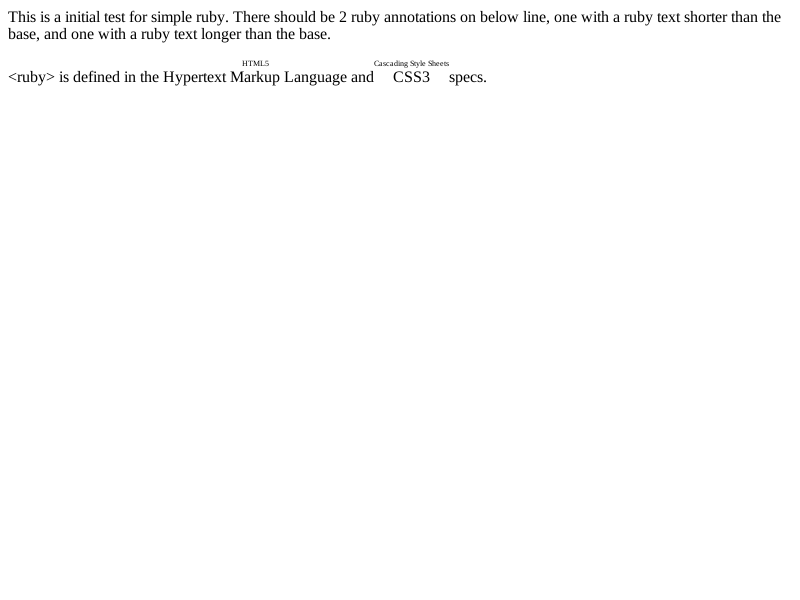 This is a initial test for simple ruby. There should be 2 ruby annotations on below line, one with a ruby text shorter than the
base, and one with a ruby text longer than the base.
HTML5 Cascading Style Sheets
<ruby> is defined in the Hypertext Markup Language and CSS3 specs.